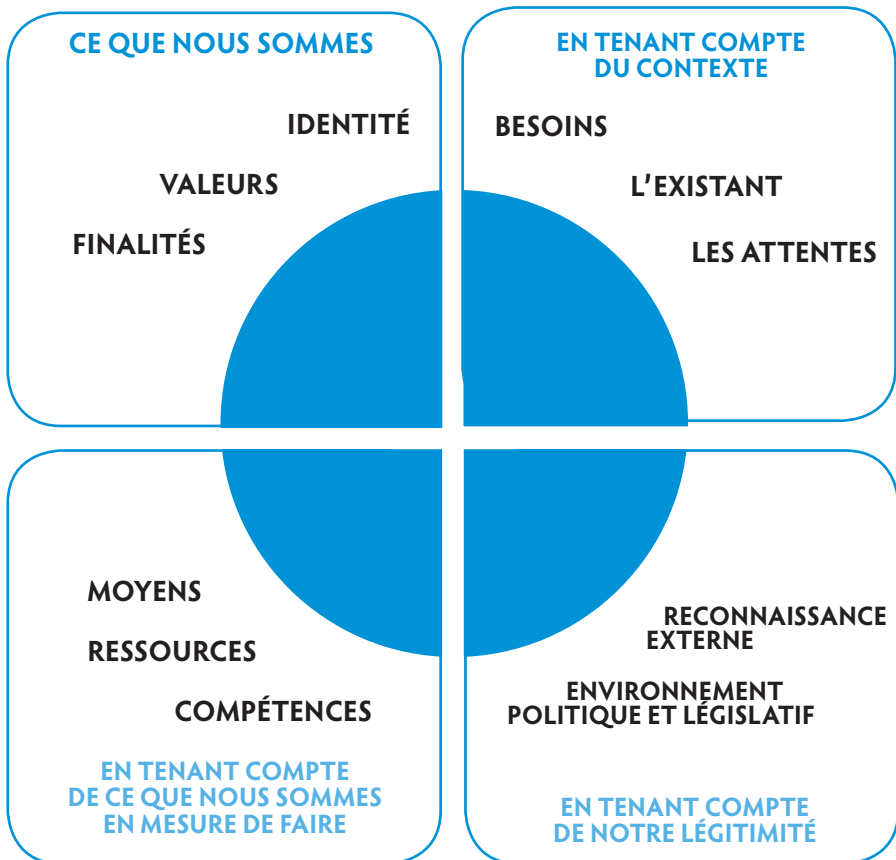 CE QUE NOUS SOMMES
IDENTITÉ
VALEURS
FINALITÉS
EN TENANT COMPTE
DU CONTEXTE
BESOINS
L'EXISTANT
LES ATTENTES
MOYENS
RESSOURCES
COMPÉTENCES
EN TENANT COMPTE
DE CE QUE NOUS SOMMES
EN MESURE DE FAIRE
RECONNAISSANCE
EXTERNE
ENVIRONNEMENT
POLITIQUE ET LÉGISLATIF
EN TENANT COMPTE
DE NOTRE LÉGITIMITÉ